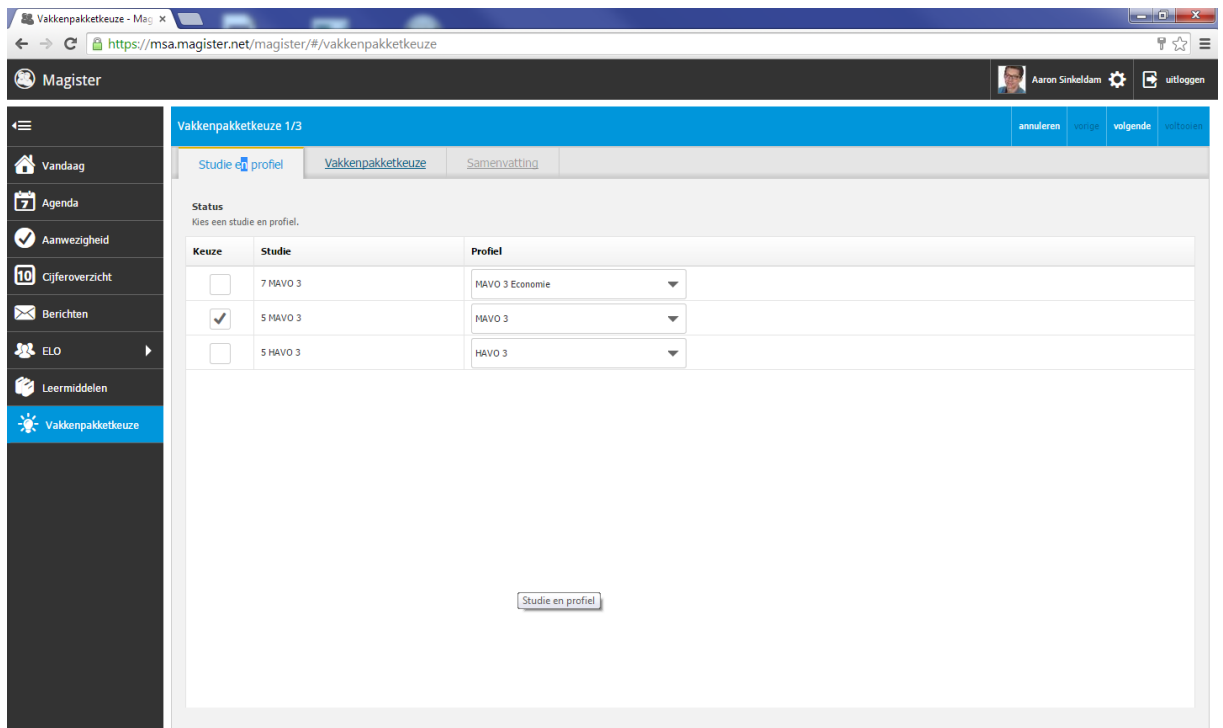 Vakkenpakketkeuze - Mag
https://msa.magister.net/magister/#/vakkenpakketkeuze
Magister
Aaron Sinkeldam
uitloggen
Vakkenpakketkeuze 1/3
annuleren vorige volgende voltooien
Vandaag
7 Agenda
Aanwezigheid
10 Cijferoverzicht
Berichten
ELO
Leermiddelen
Vakkenpakketkeuze
Studie en profiel Vakkenpakketkeuze Samenvatting
Status
Kies een studie en profiel.
Keuze Studie Profiel
7 MAVO 3 MAVO 3 Economie
5 MAVO 3 MAVO 3
5 HAVO 3 HAVO 3
Studie en profiel